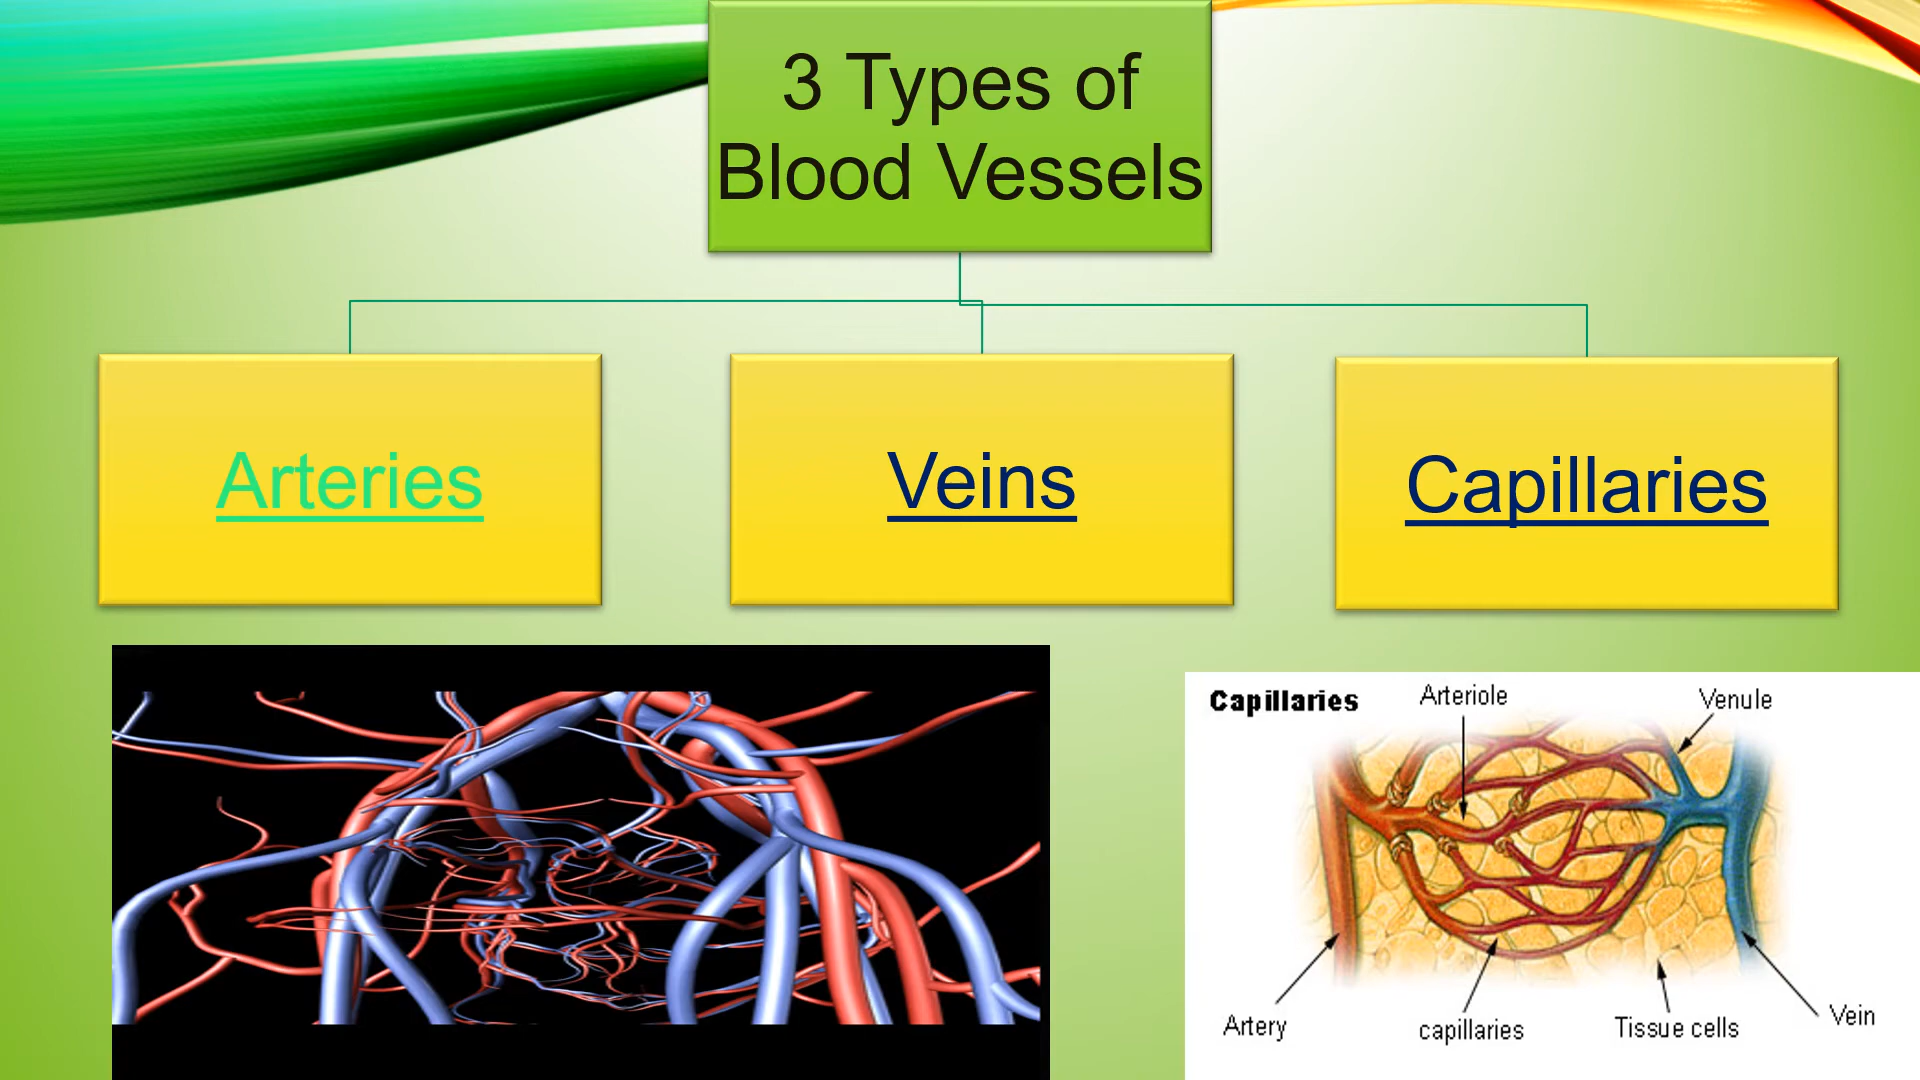 3 Types of
Blood Vessels
Arteries
Veins
Capillaries
Capillaries
Arteriole
Venule
Artery
capillaries
Tissue cells
Vein